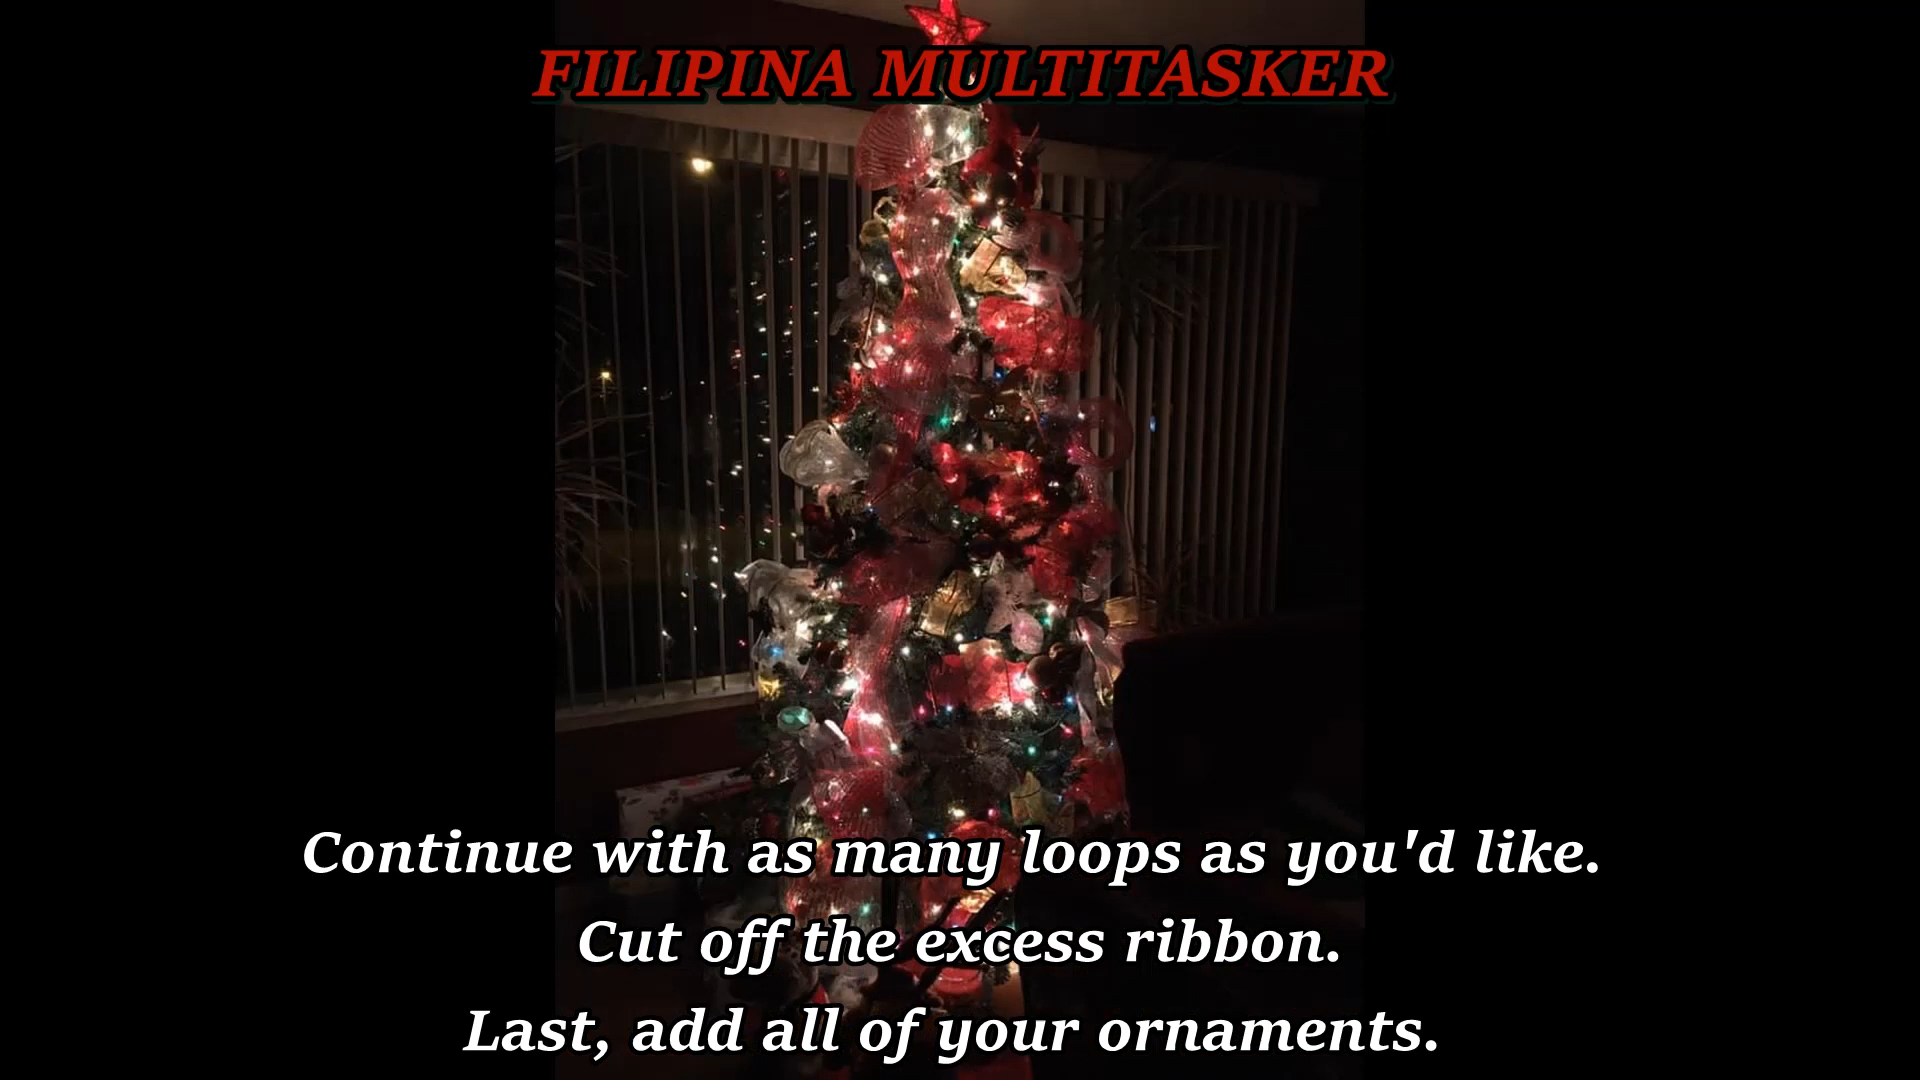 FILIPINA MULTITASKER
Continue with as many loops as you'd like.
Cut off the excess ribbon.
Last, add all of your ornaments.